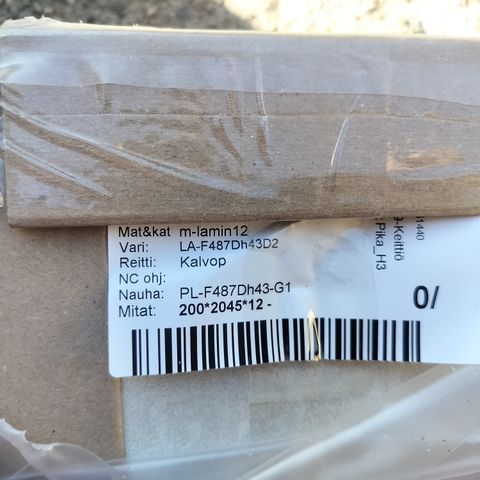 Mat&kat m-lamin12
Vari: LA-F487Dh43D2
Reitti: Kalvop
NC ohj:
Nauha: PL-F487Dh43-G1
Mitat: 200*2045*12 -
0/
-Keittiö
Pika_H3
1440